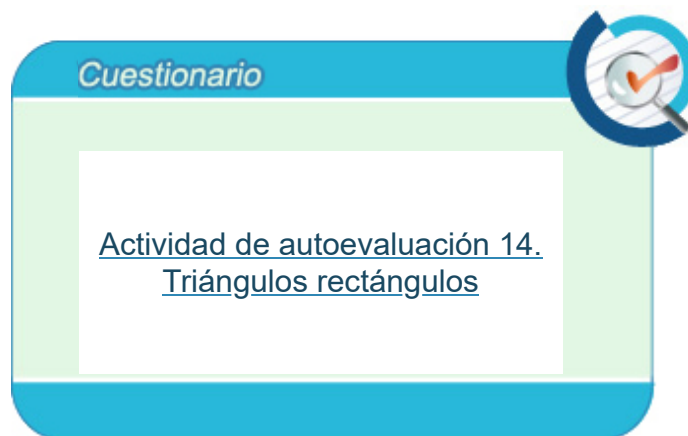 Cuestionario
Actividad de autoevaluación 14.
Triángulos rectángulos